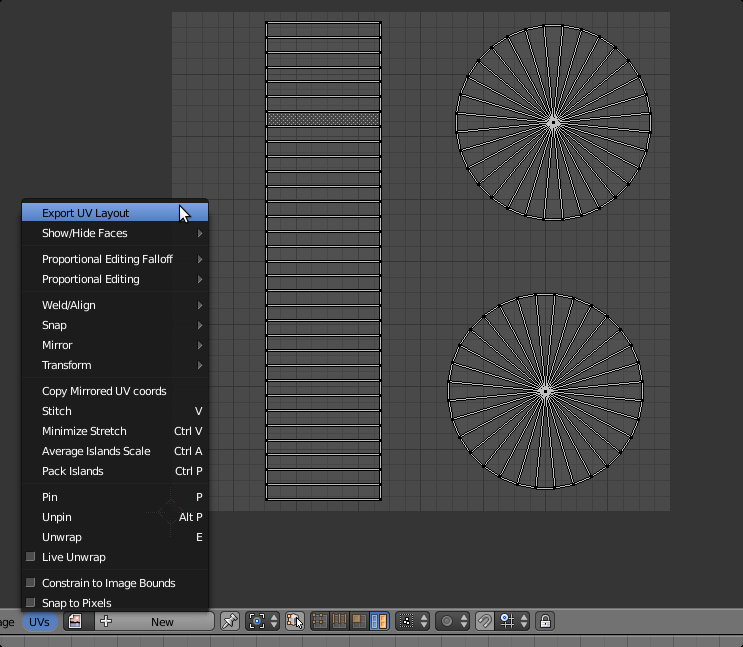 Export UV Layout
Show/Hide Faces
Proportional Editing Falloff
Proportional Editing
Weld/Align
Snap
Mirror
Transform
Copy Mirrored UV coords
Stitch V
Minimize Stretch Ctrl V
Average Islands Scale Ctrl A
Pack Islands Ctrl P
Pin P
Unpin Alt P
Unwrap E
Live Unwrap
Constrain to Image Bounds
Snap to Pixels
age UVs New